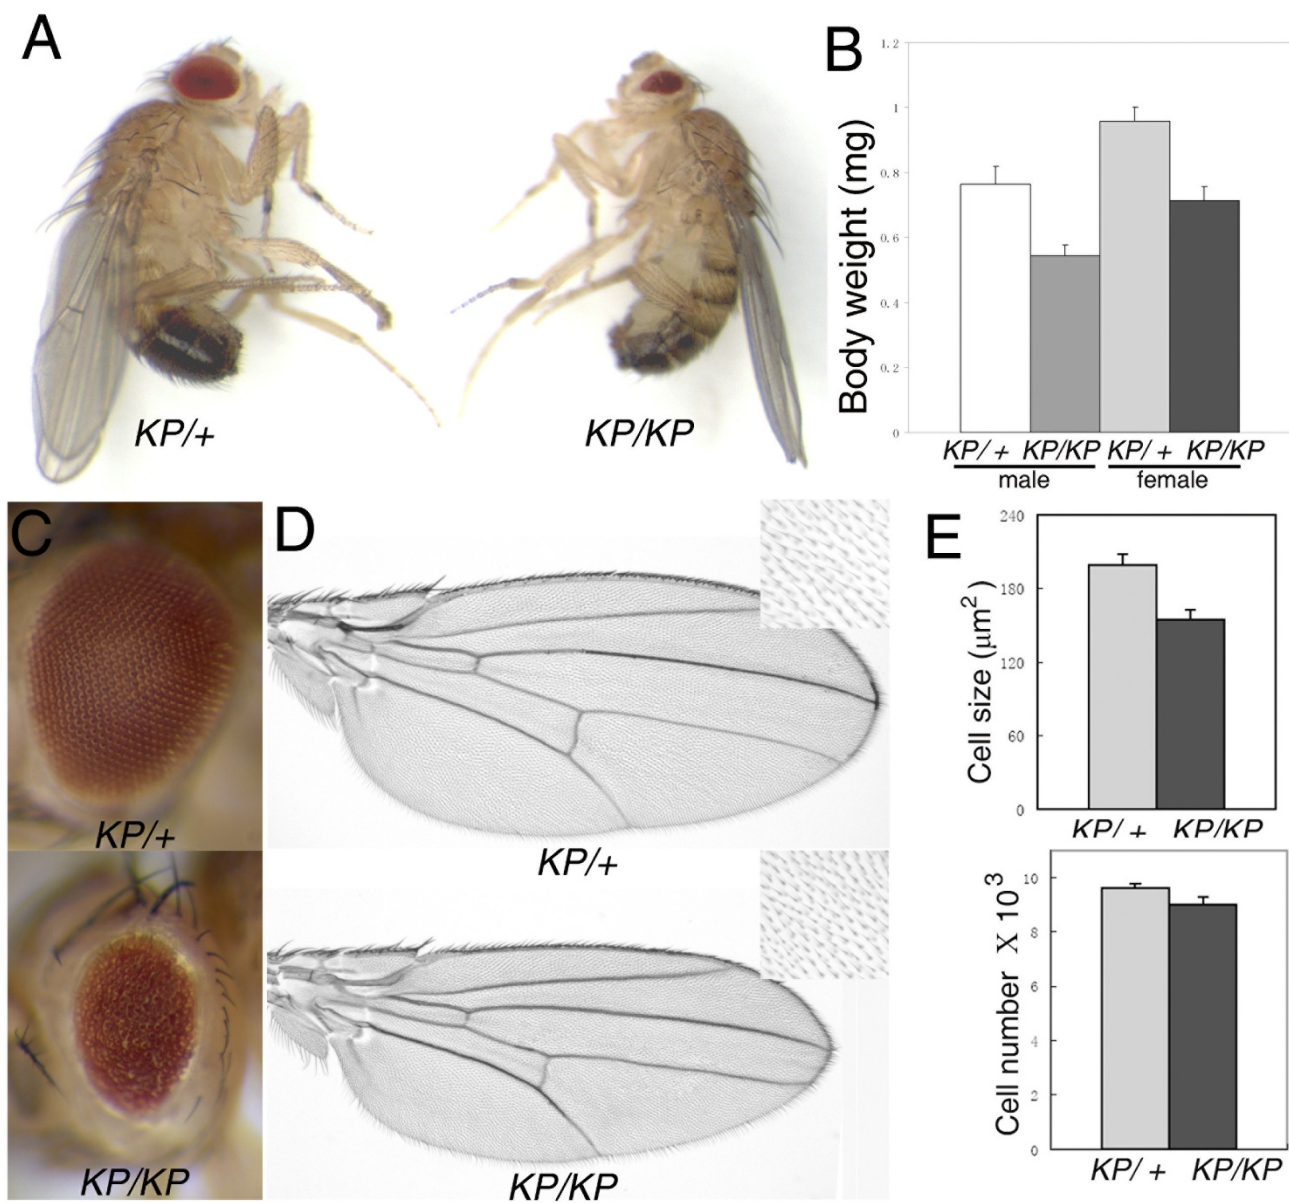 A
KP/+
KP/KP
B
Body weight (mg)
1.2
1
0.8
0.6
0.4
0.2
0
KP/+ KP/KP KP/+ KP/KP
male female
C
KP/+
KP/KP
D
KP/+
KP/KP
E
Cell size (μm²)
240
180
120
60
0
KP/+ KP/KP
Cell number X 10³
10
8
6
4
2
0
KP/+ KP/KP